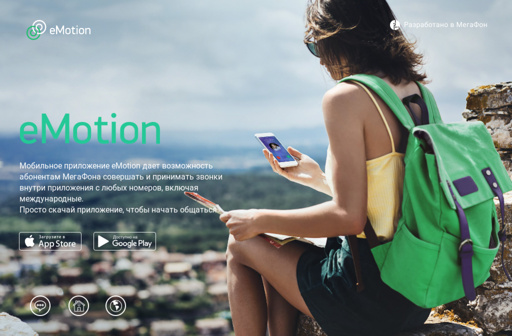 eMotion
Разработано в МегаФон
eMotion
Мобильное приложение eMotion дает возможность
абонентам МегаФона совершать и принимать звонки
внутри приложения с любых номеров, включая
международные.
Просто скачай приложение, чтобы начать общаться
Загрузите в
App Store
Доступно на
Google Play